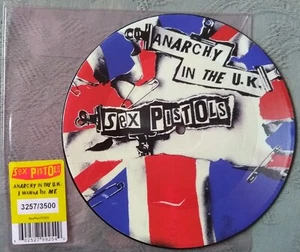 ANARCHY
IN THE U.K.
SEX PISTOLS
SEX PISTOLS
ANARCHY IN THE U.K.
I WANNA BE ME
3257/3500